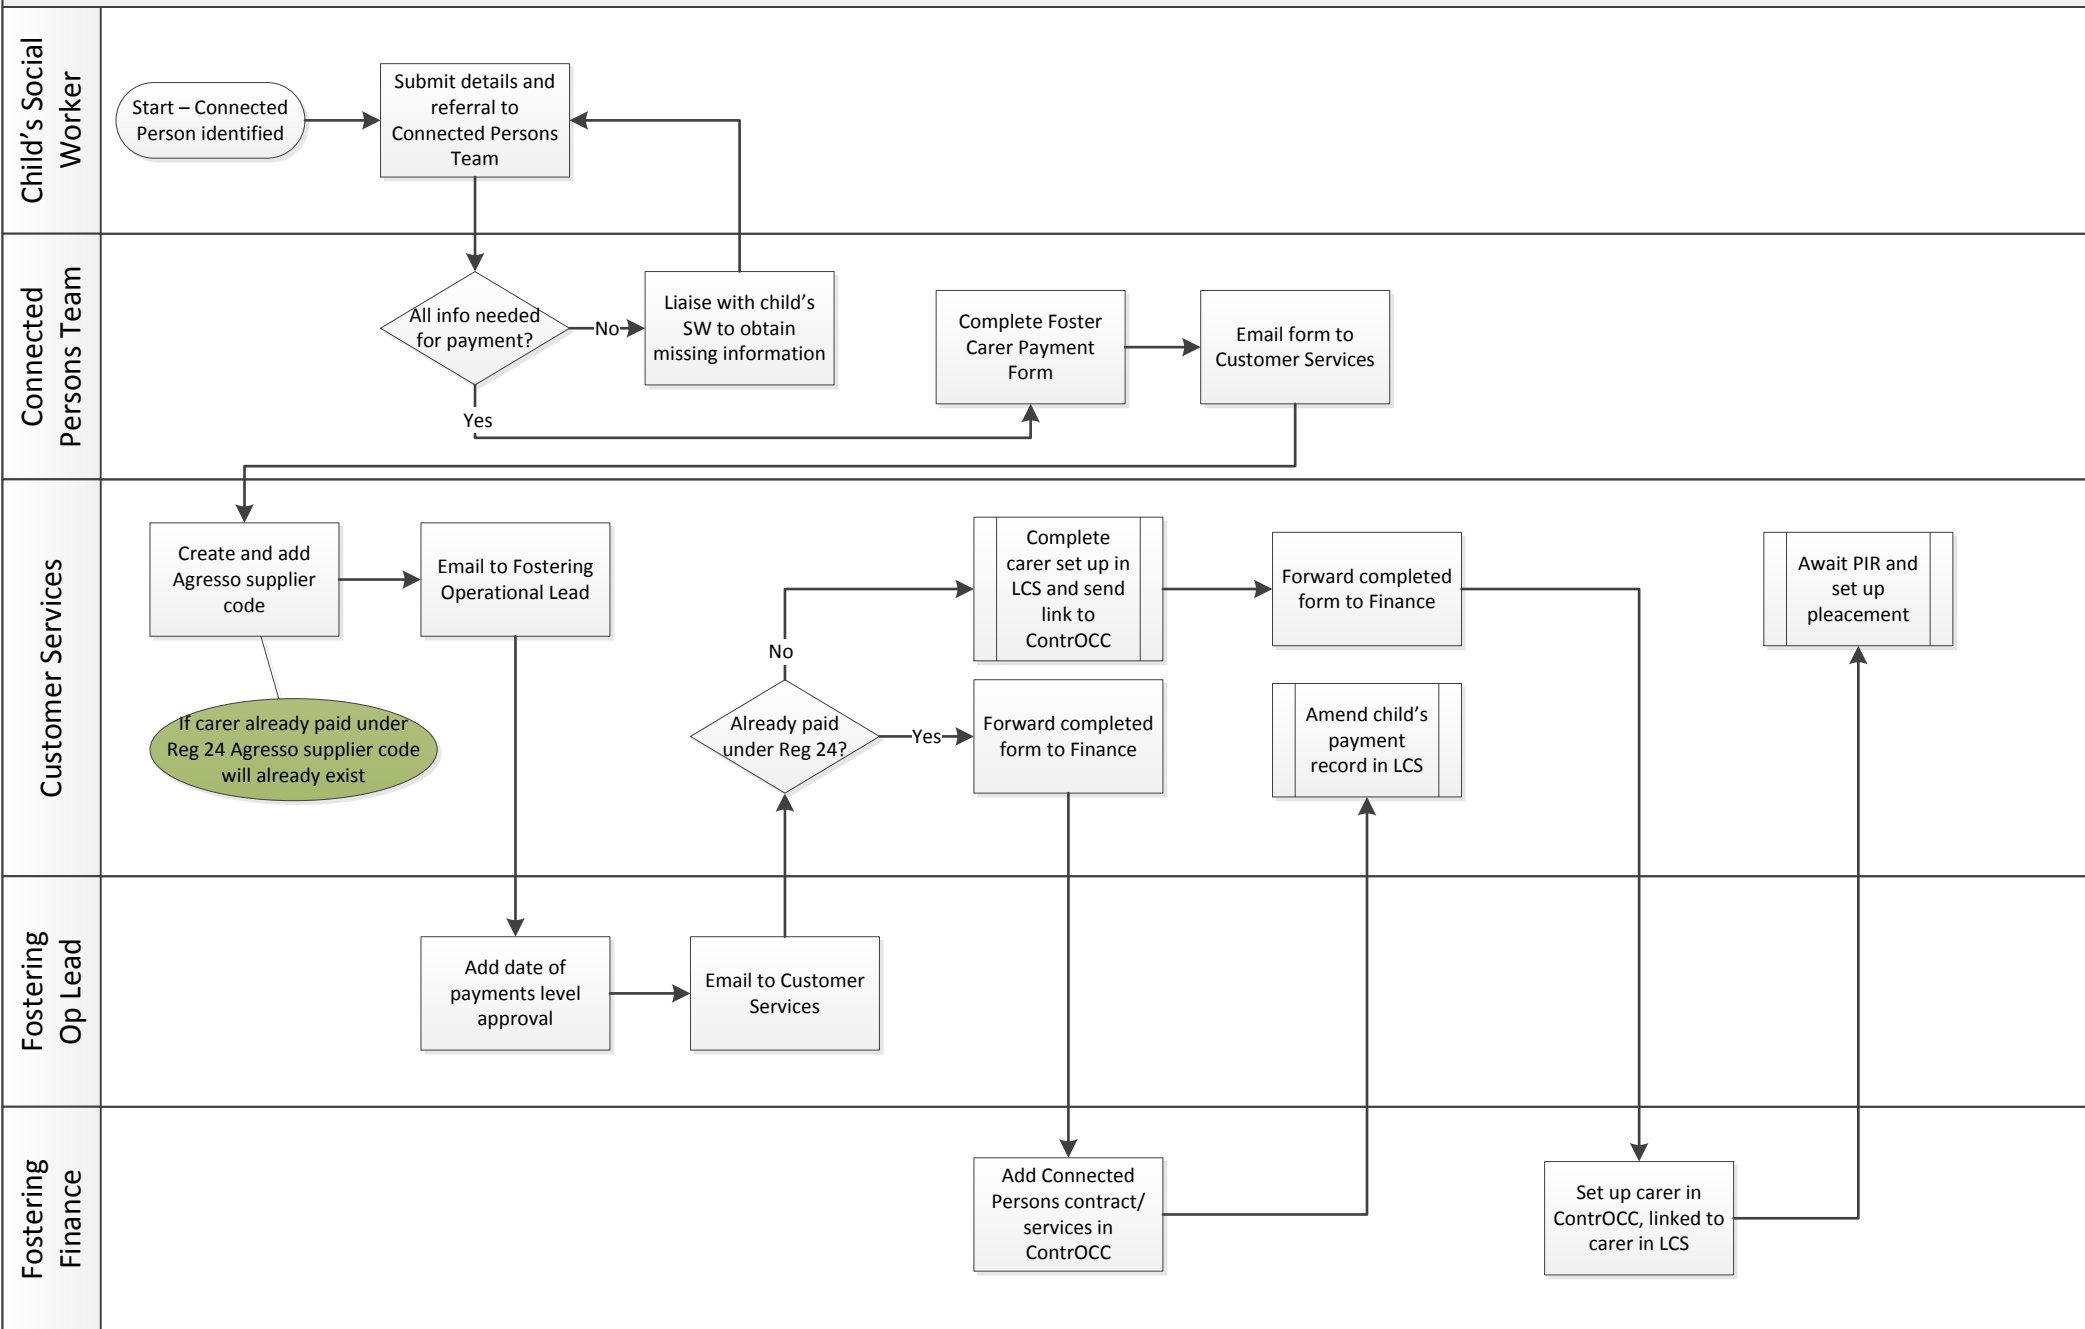 Child's Social
Worker
Start – Connected
Person identified
Submit details and
referral to
Connected Persons
Team
Connected
Persons Team
All info needed
for payment?
No
Liaise with child's
SW to obtain
missing information
Yes
Complete Foster
Carer Payment
Form
Email form to
Customer Services
Customer Services
Create and add
Agresso supplier
code
Email to Fostering
Operational Lead
If carer already paid under
Reg 24 Agresso supplier code
will already exist
Already paid
under Reg 24?
No
Complete
carer set up in
LCS and send
link to
ContrOCC
Forward completed
form to Finance
Yes
Forward completed
form to Finance
Amend child's
payment
record in LCS
Await PIR and
set up
pleacement
Fostering
Op Lead
Add date of
payments level
approval
Email to Customer
Services
Fostering
Finance
Add Connected
Persons contract/
services in
ContrOCC
Set up carer in
ContrOCC, linked to
carer in LCS